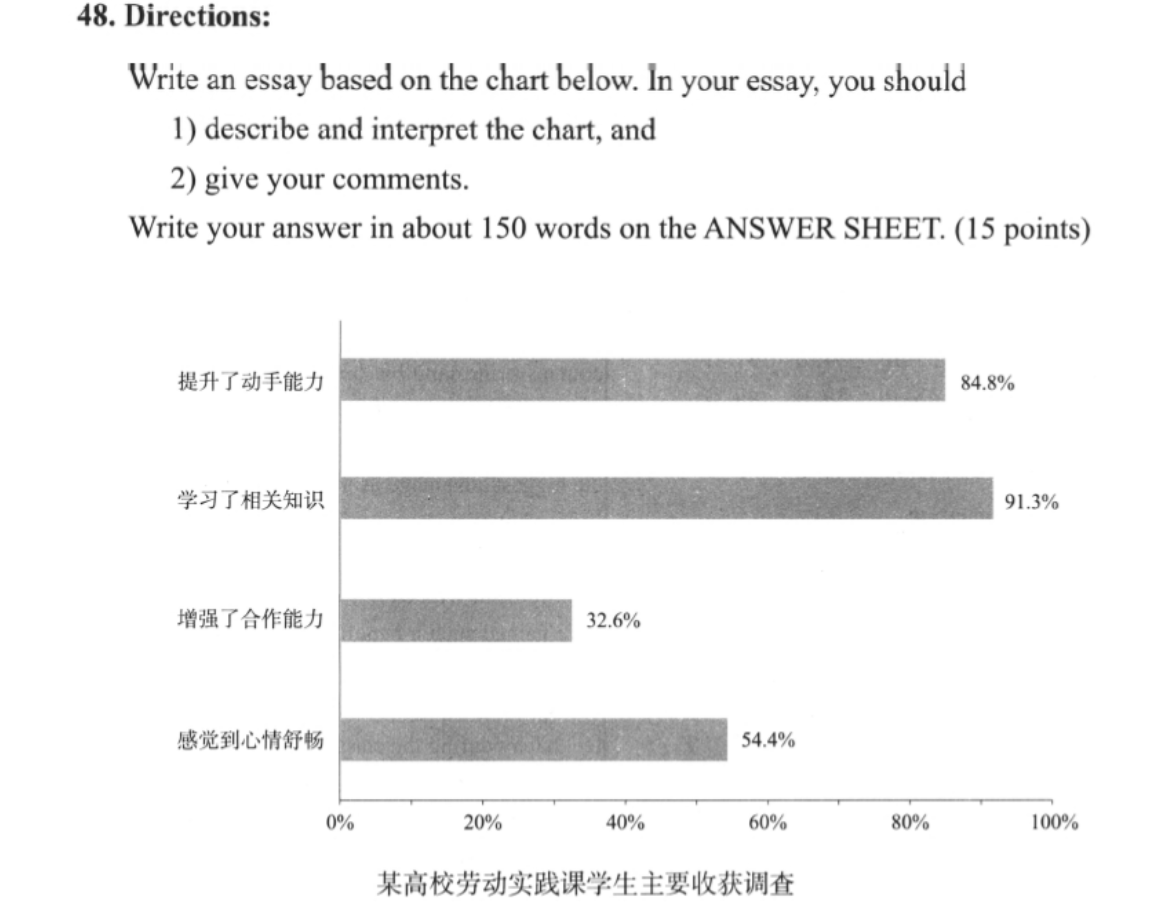 48. Directions:
Write an essay based on the chart below. In your essay, you should
1) describe and interpret the chart, and
2) give your comments.
Write your answer in about 150 words on the ANSWER SHEET. (15 points)
提升了动手能力 84.8%
学习了相关知识 91.3%
增强了合作能力 32.6%
感觉到心情舒畅 54.4%
0% 20% 40% 60% 80% 100%
某高校劳动实践课学生主要收获调查